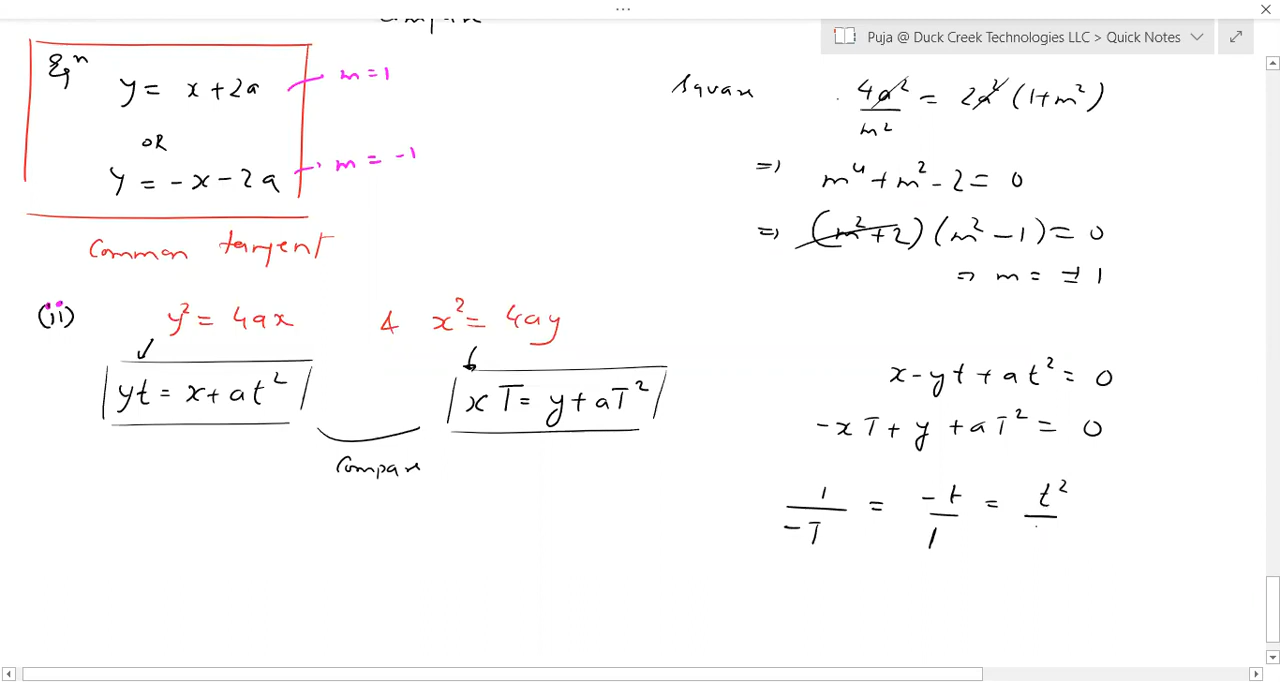 ...
Puja @ Duck Creek Technologies LLC > Quick Notes
Compare
Eqⁿ
y = x + 2a
m = 1
OR
y = -x - 2a
m = -1
Common tangent
Square
4a²/m² = 2a² (1+m²)
=> m⁴ + m² - 2 = 0
=> (m² + 2) (m² - 1) = 0
=> m = ± 1
(ii) y² = 4ax & x² = 4ay
yt = x + at²
xT = y + aT²
Compare
x - yt + at² = 0
-xT + y + aT² = 0
1/-T = -t/1 = t²/